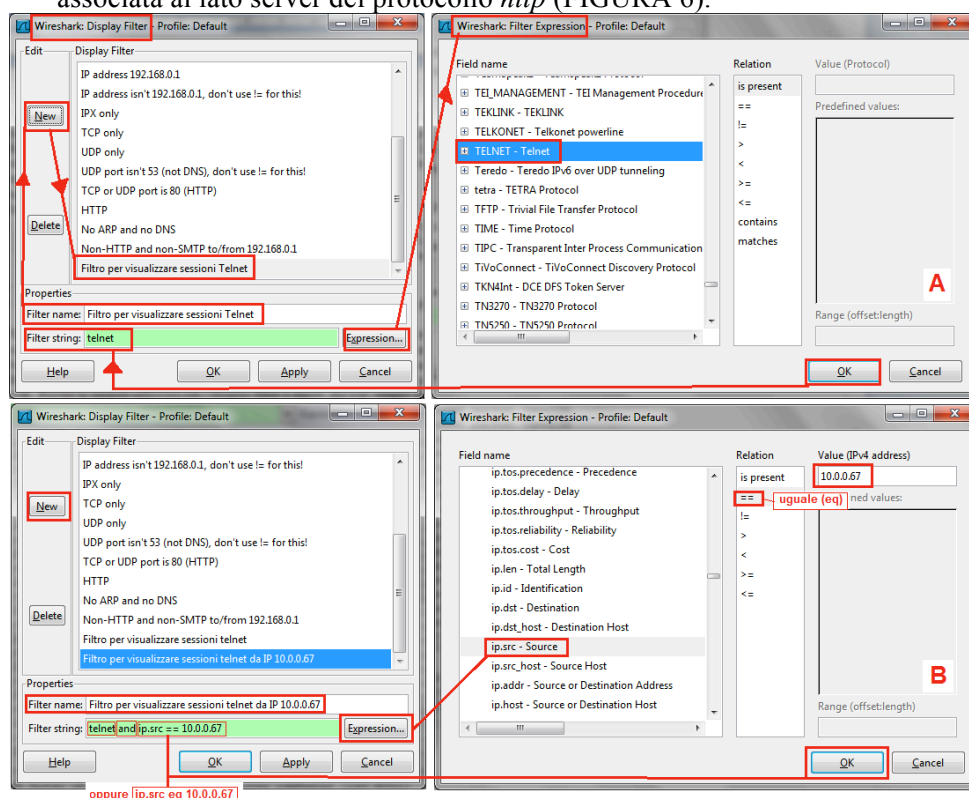 associata al lato server del protocollo http (FIGURA 6).
Wireshark: Display Filter - Profile: Default
Edit
Display Filter
IP address 192.168.0.1
IP address isn't 192.168.0.1, don't use != for this!
New
IPX only
TCP only
UDP only
UDP port isn't 53 (not DNS), don't use != for this!
TCP or UDP port is 80 (HTTP)
HTTP
Delete
No ARP and no DNS
Non-HTTP and non-SMTP to/from 192.168.0.1
Filtro per visualizzare sessioni Telnet
Properties
Filter name: Filtro per visualizzare sessioni Telnet
Filter string: telnet
Expression...
Help
OK
Apply
Cancel
Wireshark: Filter Expression - Profile: Default
Field name
Relation
Value (Protocol)
TEI_MANAGEMENT - TEI Management Procedure
TEKLINK - TEKLINK
TELKONET - Telkonet powerline
TELNET - Telnet
Teredo - Teredo IPv6 over UDP tunneling
tetra - TETRA Protocol
TFTP - Trivial File Transfer Protocol
TIME - Time Protocol
TIPC - Transparent Inter Process Communication
TiVoConnect - TiVoConnect Discovery Protocol
TKN4Int - DCE DFS Token Server
TN3270 - TN3270 Protocol
TN5250 - TN5250 Protocol
is present
==
!=
>
<
>=
<=
contains
matches
Predefined values:
A
Range (offset:length)
OK
Cancel
Wireshark: Display Filter - Profile: Default
Edit
Display Filter
IP address isn't 192.168.0.1, don't use != for this!
IPX only
New
TCP only
UDP only
UDP port isn't 53 (not DNS), don't use != for this!
TCP or UDP port is 80 (HTTP)
HTTP
No ARP and no DNS
Delete
Non-HTTP and non-SMTP to/from 192.168.0.1
Filtro per visualizzare sessioni telnet
Filtro per visualizzare sessioni telnet da IP 10.0.0.67
Properties
Filter name: Filtro per visualizzare sessioni telnet da IP 10.0.0.67
Filter string: telnet and ip.src == 10.0.0.67
Expression...
Help
OK
Apply
Cancel
oppure ip.src eq 10.0.0.67
Wireshark: Filter Expression - Profile: Default
Field name
Relation
Value (IPv4 address)
ip.tos.precedence - Precedence
ip.tos.delay - Delay
ip.tos.throughput - Throughput
ip.tos.reliability - Reliability
ip.tos.cost - Cost
ip.len - Total Length
ip.id - Identification
ip.dst - Destination
ip.dst_host - Destination Host
ip.src - Source
ip.src_host - Source Host
ip.addr - Source or Destination Address
ip.host - Source or Destination Host
is present
==
!=
>
<
>=
<=
10.0.0.67
uguale (eq)
ned values:
B
Range (offset:length)
OK
Cancel